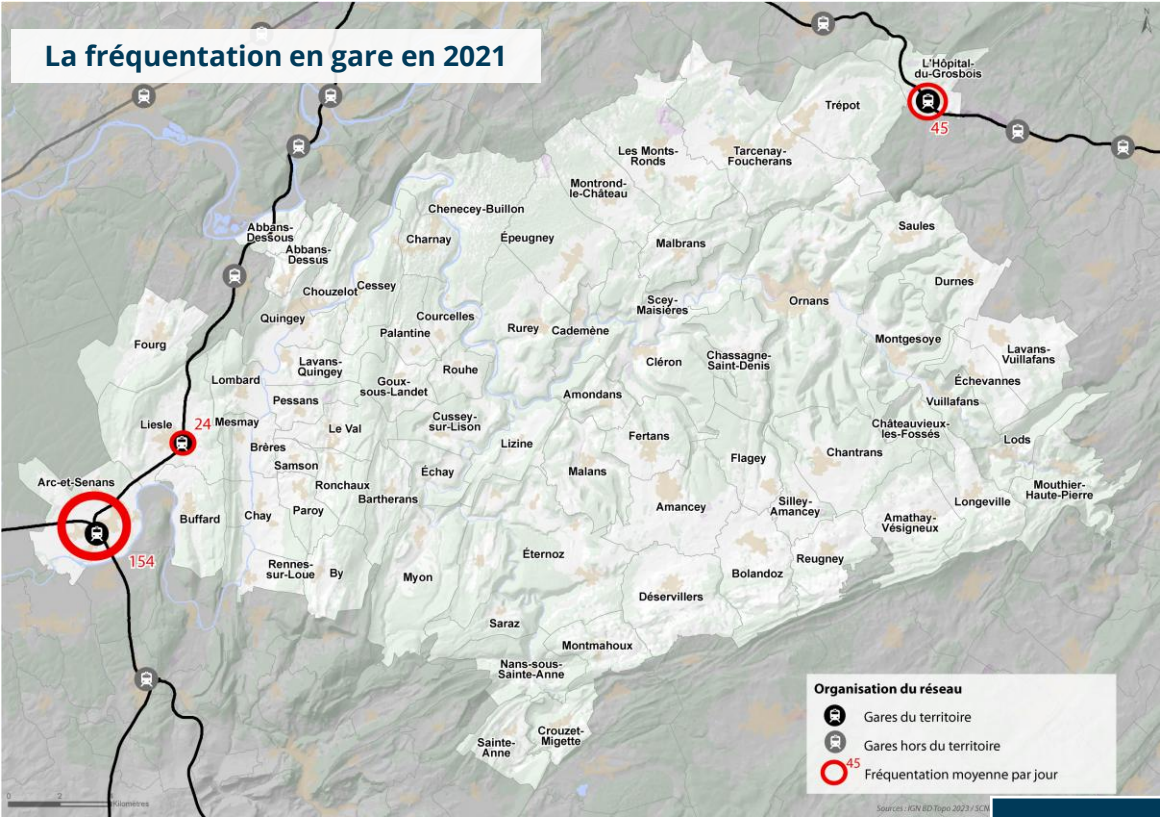 La fréquentation en gare en 2021
N
L'Hôpital-
du-Grosbois
45
Trépot
Les Monts-
Ronds
Tarcenay-
Foucherans
Montrond-
le-Château
Chenecey-Buillon
Saules
Abbans-
Dessous
Abbans-
Dessus
Charnay
Épeugney
Malbrans
Durnes
Chouzelot
Cessey
Scey-
Maisières
Ornans
Quingey
Courcelles
Palantine
Rurey
Cademène
Montgesoye
Fourg
Lavans-
Vuillafans
Lavans-
Quingey
Rouhe
Cléron
Chassagne-
Saint-Denis
Lombard
Goux-
sous-Landet
Échevannes
Pessans
Amondans
Vuillafans
Liesle
24
Mesmay
Le Val
Cussey-
sur-Lison
Châteauvieux-
les-Fossés
Brères
Lizine
Fertans
Lods
Samson
Flagey
Chantrans
Échay
Malans
Arc-et-Senans
Ronchaux
Bartherans
Mouthier-
Haute-Pierre
Buffard
Chay
Paroy
Amancey
Silley-
Amancey
Longeville
Amathay-
Vésigneux
154
Éternoz
Reugney
Rennes-
sur-Loue
By
Myon
Bolandoz
Déservillers
Saraz
Montmahoux
Nans-sous-
Sainte-Anne
Sainte-
Anne
Crouzet-
Migette
Organisation du réseau
Gares du territoire
Gares hors du territoire
45
Fréquentation moyenne par jour
0 2
Kilomètres
Sources : IGN BD Topo 2023 / SCN